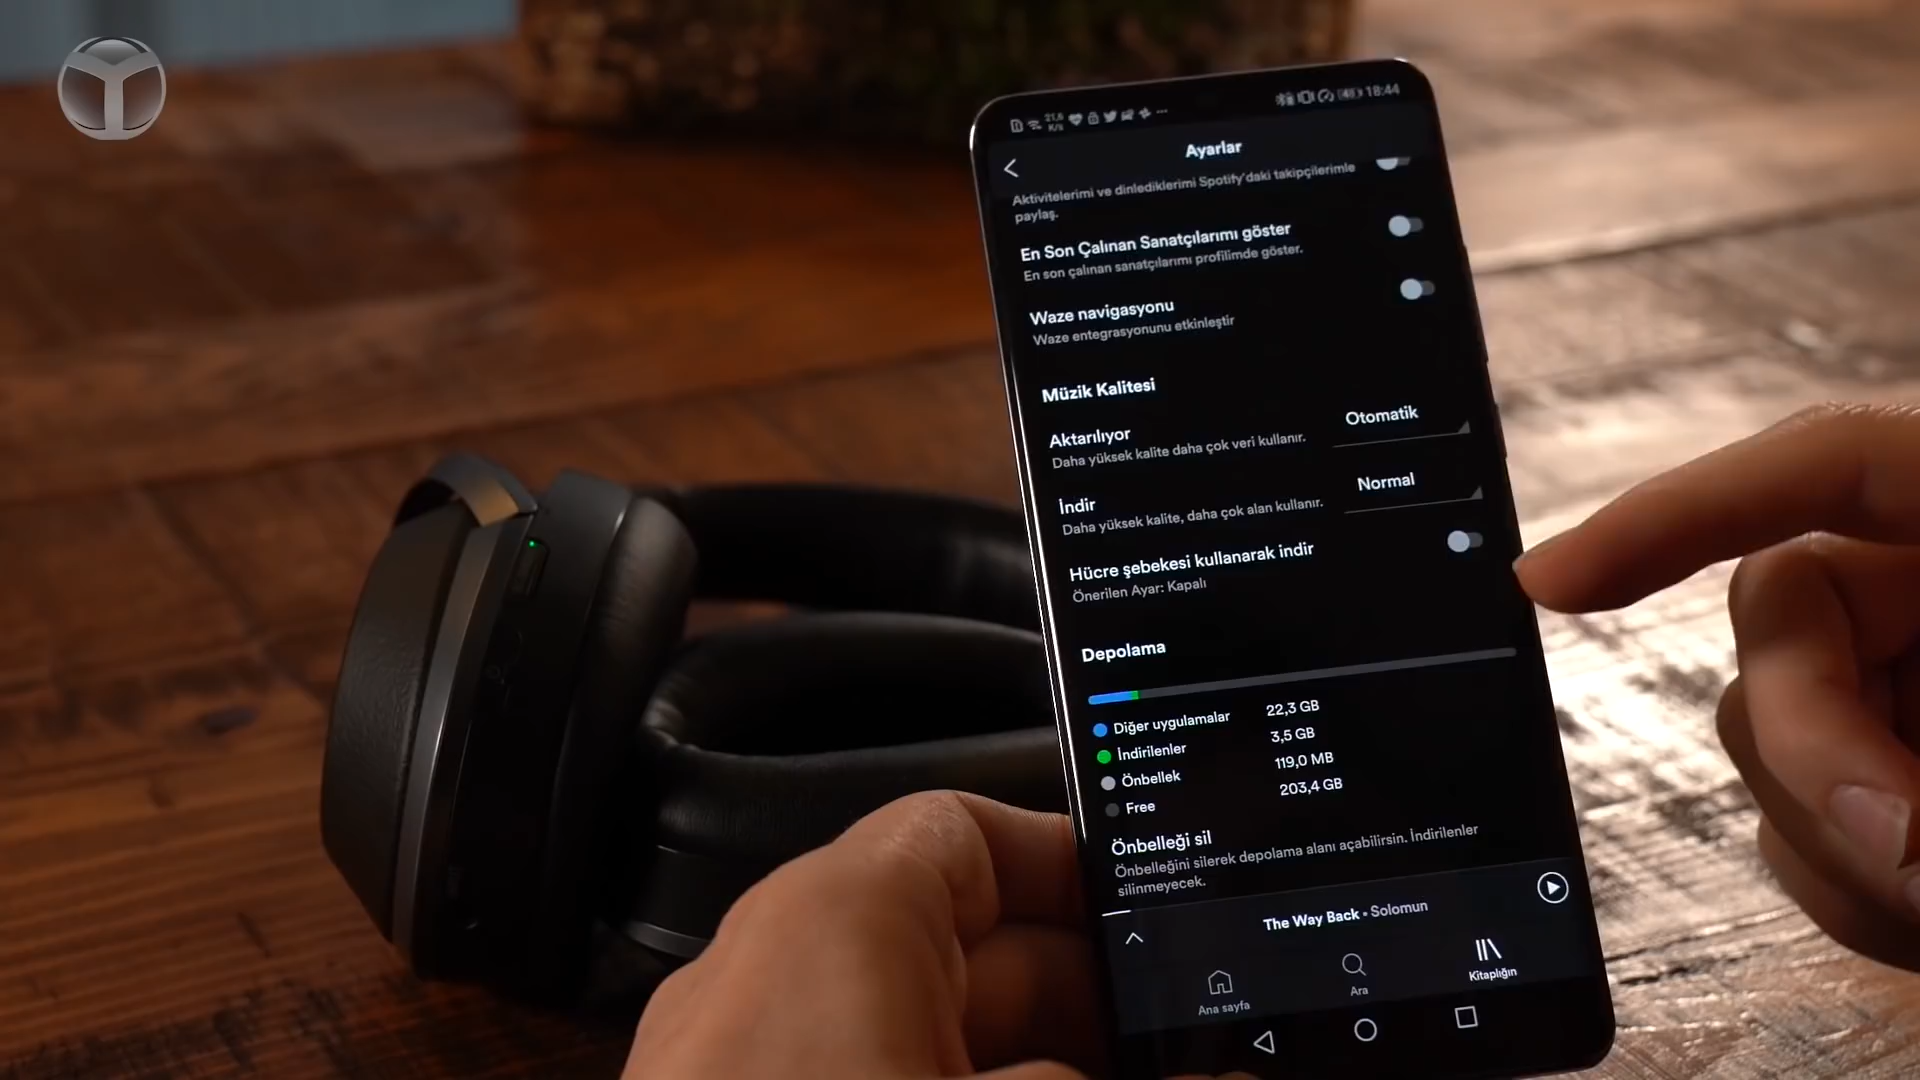 21,6
K/s
18:44
Ayarlar
Aktivitelerimi ve dinlediklerimi Spotify'daki takipçilerimle
paylaş.
En Son Çalınan Sanatçılarımı göster
En son çalınan sanatçılarımı profilimde göster.
Waze navigasyonu
Waze entegrasyonunu etkinleştir
Müzik Kalitesi
Aktarılıyor
Otomatik
Daha yüksek kalite daha çok veri kullanır.
İndir
Normal
Daha yüksek kalite, daha çok alan kullanır.
Hücre şebekesi kullanarak indir
Önerilen Ayar: Kapalı
Depolama
Diğer uygulamalar 22,3 GB
İndirilenler 3,5 GB
Önbellek 119,0 MB
Free 203,4 GB
Önbelleği sil
Önbelleğini silerek depolama alanı açabilirsin. İndirilenler
silinmeyecek.
The Way Back • Solomun
Ana sayfa
Ara
Kitaplığın